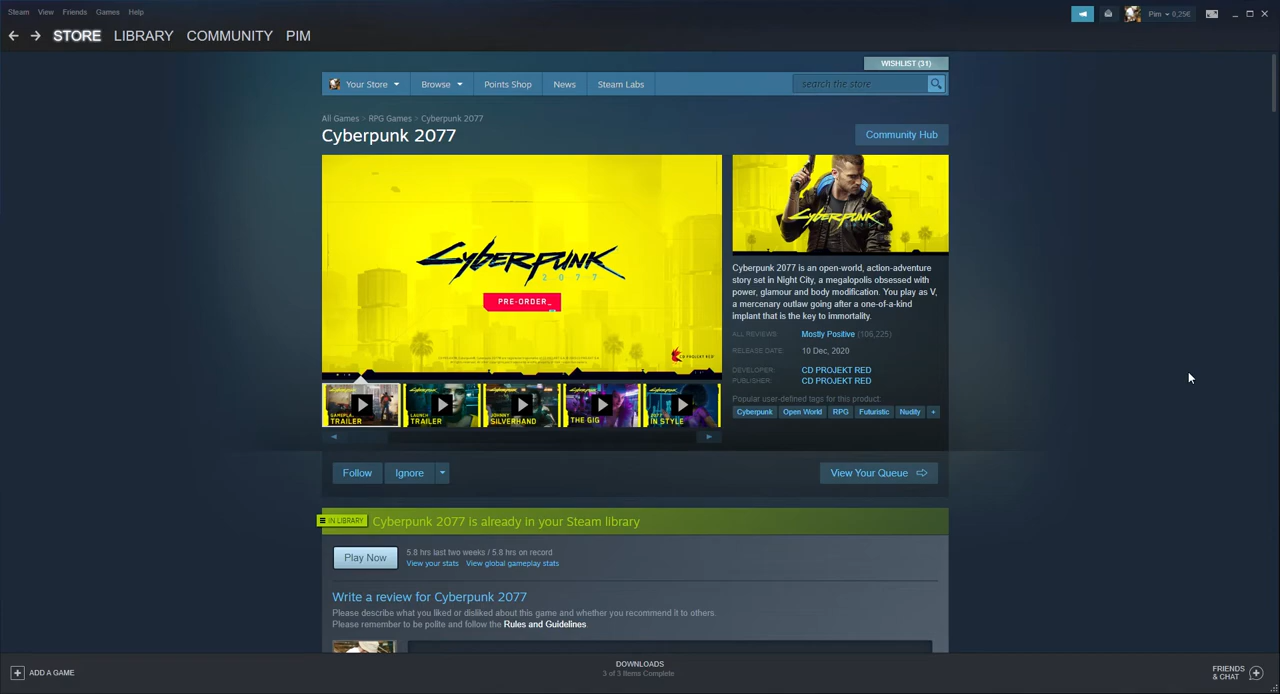 Steam View Friends Games Help
Pim 0,25€
STORE LIBRARY COMMUNITY PIM
WISHLIST (31)
Your Store Browse Points Shop News Steam Labs
search the store
All Games > RPG Games > Cyberpunk 2077
Cyberpunk 2077
Community Hub
CYBERPUNK
2077
PRE-ORDER_
CD PROJEKT RED
CYBERPUNK
Cyberpunk 2077 is an open-world, action-adventure
story set in Night City, a megalopolis obsessed with
power, glamour and body modification. You play as V,
a mercenary outlaw going after a one-of-a-kind
implant that is the key to immortality.
ALL REVIEWS: Mostly Positive (106,225)
RELEASE DATE: 10 Dec, 2020
DEVELOPER: CD PROJEKT RED
PUBLISHER: CD PROJEKT RED
Popular user-defined tags for this product:
Cyberpunk Open World RPG Futuristic Nudity +
GAMEPLAY
TRAILER
LAUNCH
TRAILER
JOHNNY
SILVERHAND
THE GIG
2077
IN STYLE
Follow Ignore
View Your Queue
IN LIBRARY Cyberpunk 2077 is already in your Steam library
Play Now
5.8 hrs last two weeks / 5.8 hrs on record
View your stats View global gameplay stats
Write a review for Cyberpunk 2077
Please describe what you liked or disliked about this game and whether you recommend it to others.
Please remember to be polite and follow the Rules and Guidelines.
ADD A GAME
DOWNLOADS
3 of 3 Items Complete
FRIENDS
& CHAT